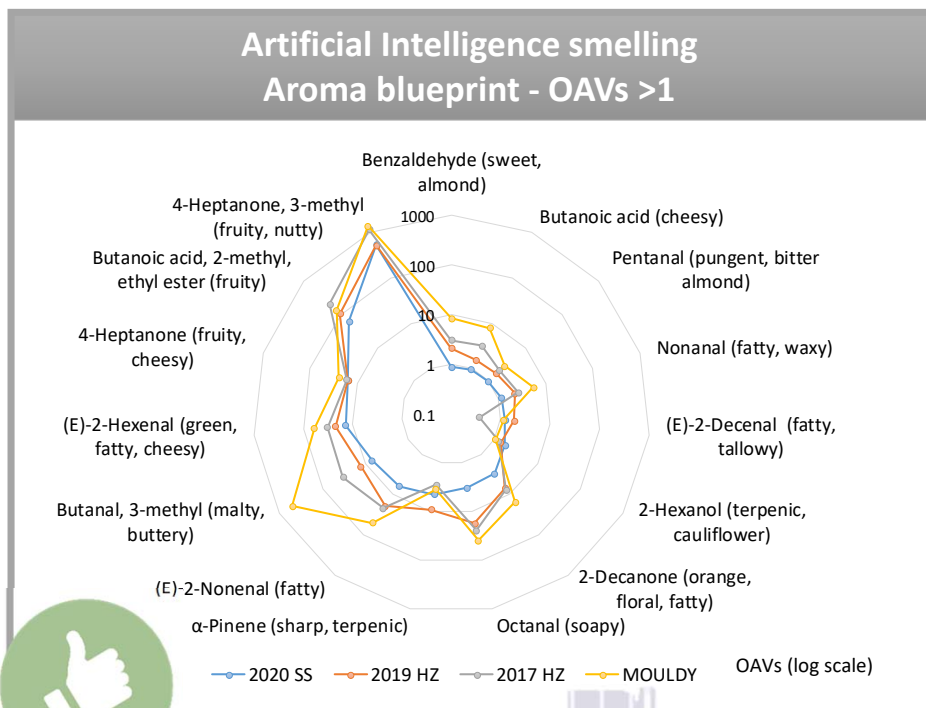 Artificial Intelligence smelling
Aroma blueprint - OAVs >1
Benzaldehyde (sweet,
almond)
Butanoic acid (cheesy)
Pentanal (pungent, bitter
almond)
Nonanal (fatty, waxy)
(E)-2-Decenal (fatty,
tallowy)
2-Hexanol (terpenic,
cauliflower)
2-Decanone (orange,
floral, fatty)
Octanal (soapy)
α-Pinene (sharp, terpenic)
(E)-2-Nonenal (fatty)
Butanal, 3-methyl (malty,
buttery)
(E)-2-Hexenal (green,
fatty, cheesy)
4-Heptanone (fruity,
cheesy)
Butanoic acid, 2-methyl,
ethyl ester (fruity)
4-Heptanone, 3-methyl
(fruity, nutty)
1000
100
10
1
0.1
2020 SS
2019 HZ
2017 HZ
MOULDY
OAVs (log scale)